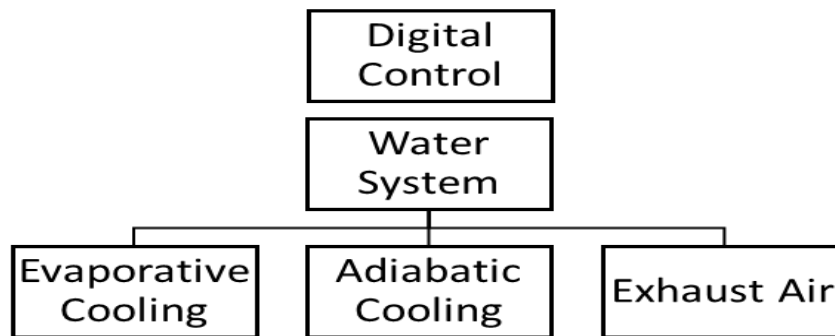 Digital
Control
Water
System
Evaporative
Cooling
Adiabatic
Cooling
Exhaust Air